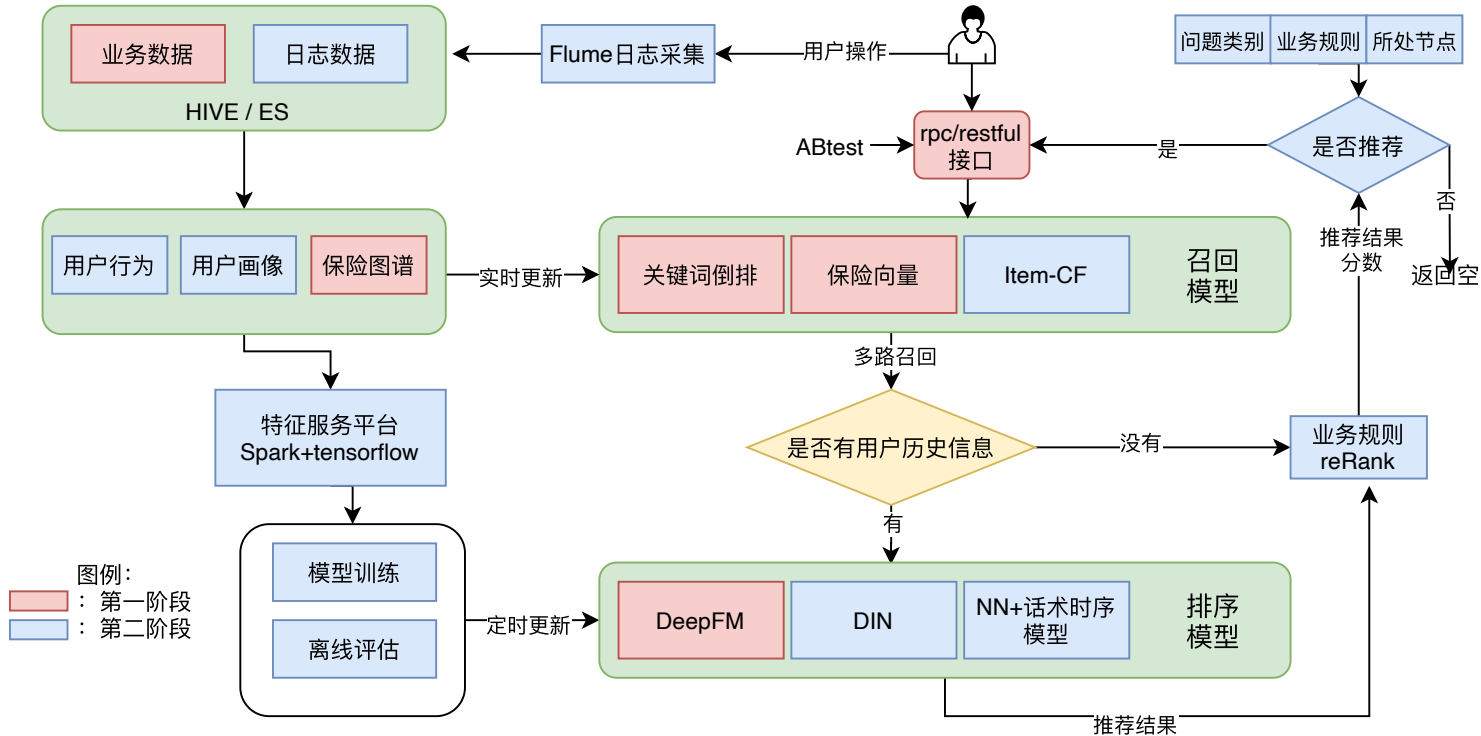 业务数据
日志数据
HIVE / ES
Flume日志采集
用户操作
问题类别
业务规则
所处节点
ABtest
rpc/restful
接口
是
是否推荐
否
返回空
推荐结果
分数
用户行为
用户画像
保险图谱
实时更新
关键词倒排
保险向量
Item-CF
召回
模型
多路召回
特征服务平台
Spark+tensorflow
是否有用户历史信息
没有
业务规则
reRank
有
模型训练
离线评估
图例：
：第一阶段
：第二阶段
定时更新
DeepFM
DIN
NN+话术时序
模型
排序
模型
推荐结果